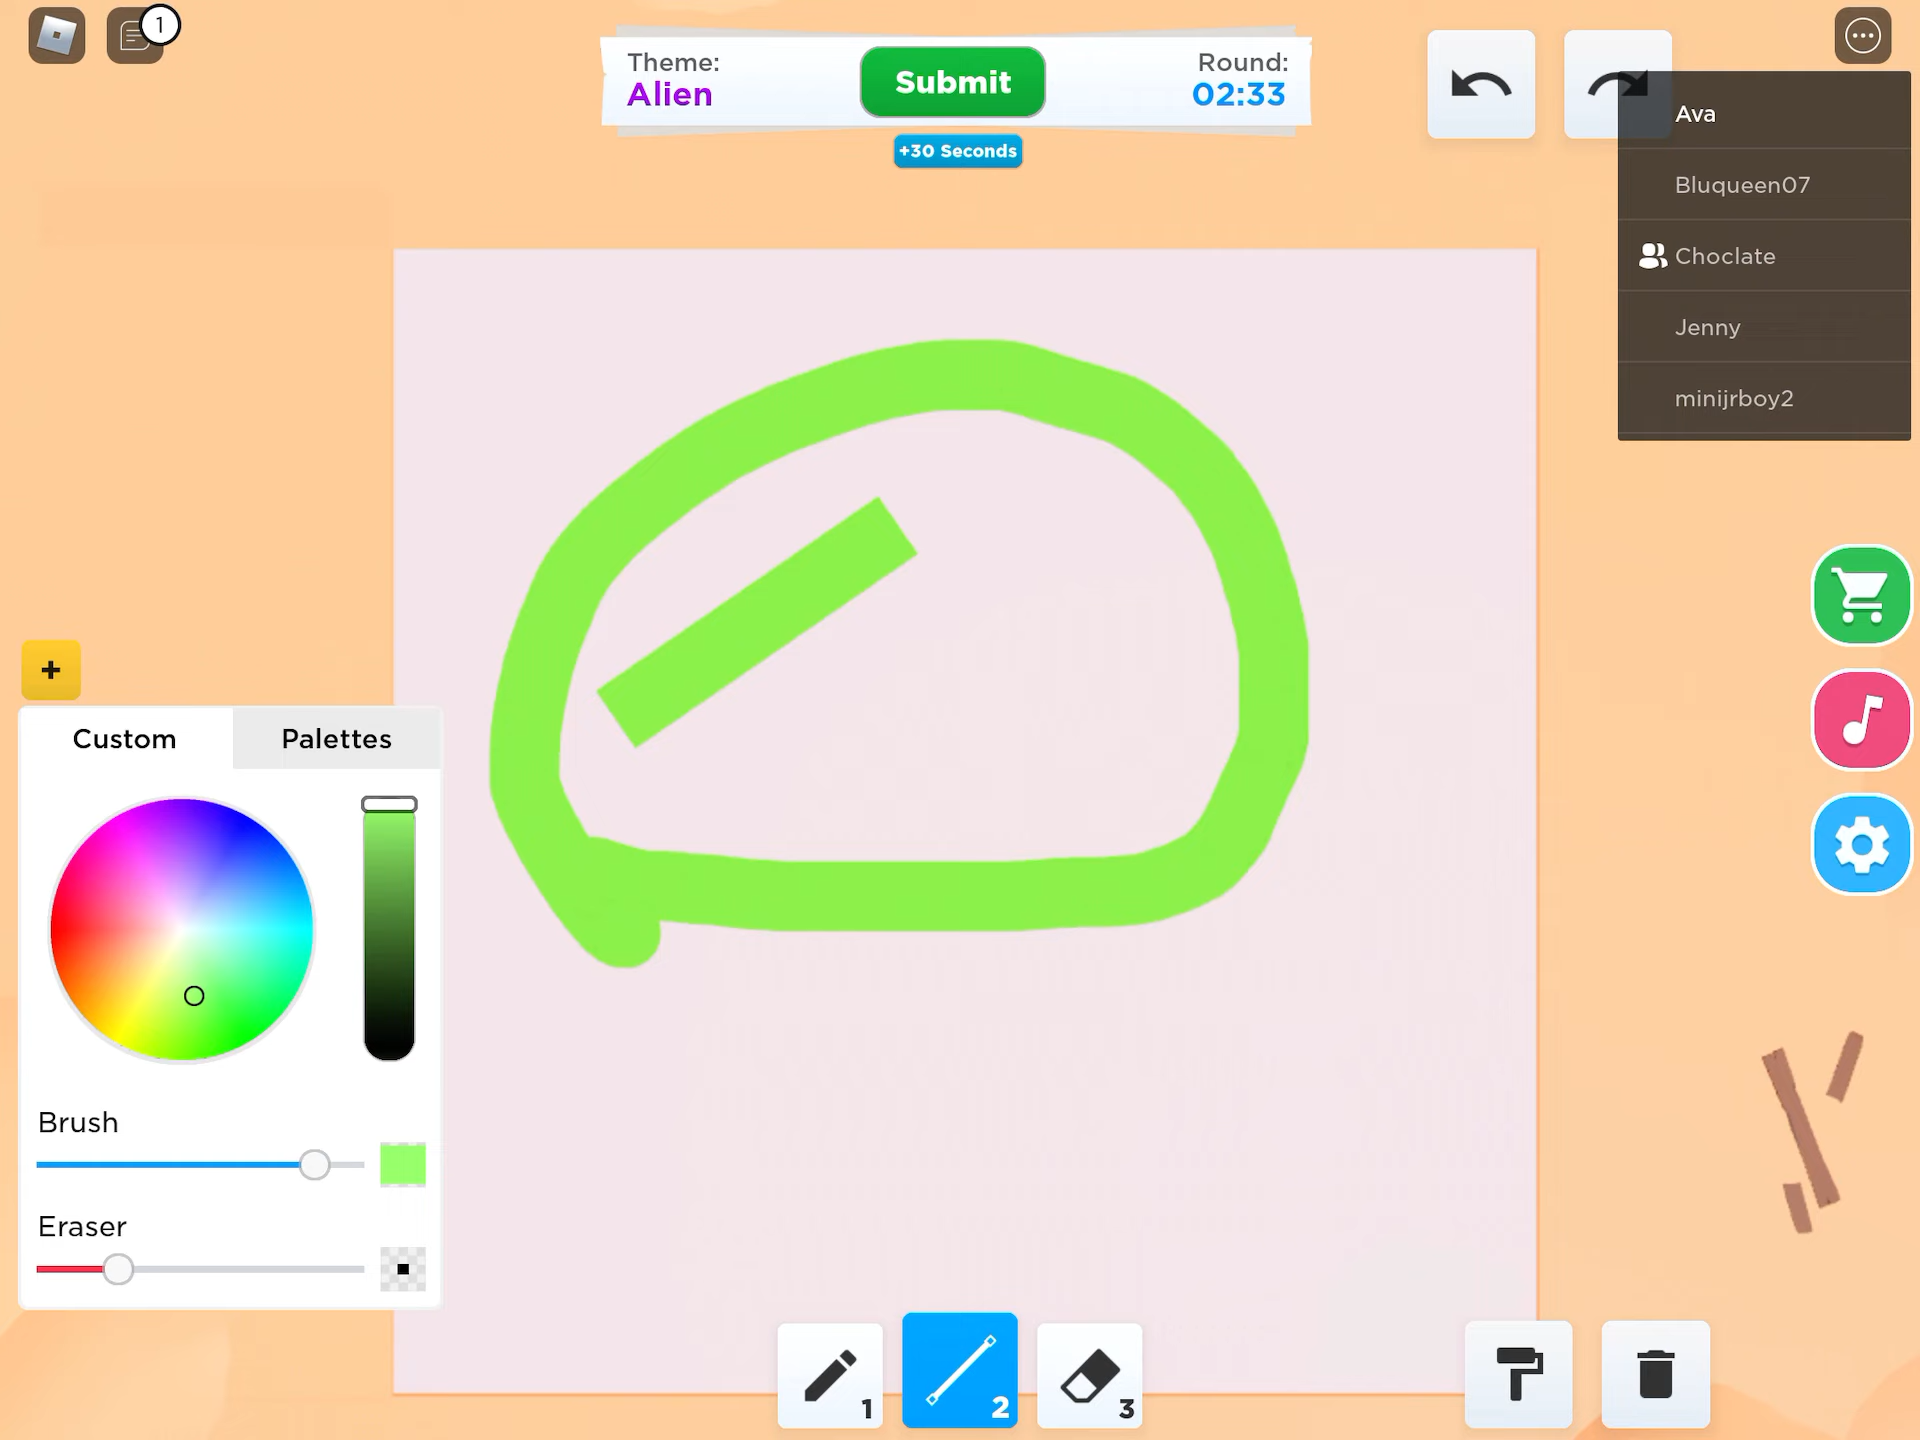 1
Theme:
Alien
Submit
Round:
02:33
+30 Seconds
Ava
Bluqueen07
Choclate
Jenny
minijrboy2
+
Custom
Palettes
Brush
Eraser
1
2
3